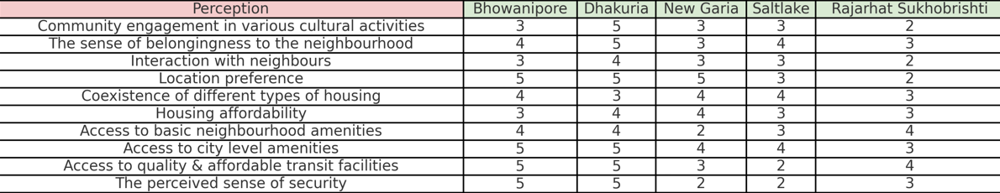 Perception Bhowanipore Dhakuria New Garia Saltlake Rajarhat Sukhobrishti
Community engagement in various cultural activities 3 5 3 3 2
The sense of belongingness to the neighbourhood 4 5 3 4 3
Interaction with neighbours 3 4 3 3 2
Location preference 5 5 5 3 2
Coexistence of different types of housing 4 3 4 4 3
Housing affordability 3 4 4 3 3
Access to basic neighbourhood amenities 4 4 2 3 4
Access to city level amenities 5 5 4 4 3
Access to quality & affordable transit facilities 5 5 3 2 4
The perceived sense of security 5 5 2 2 3